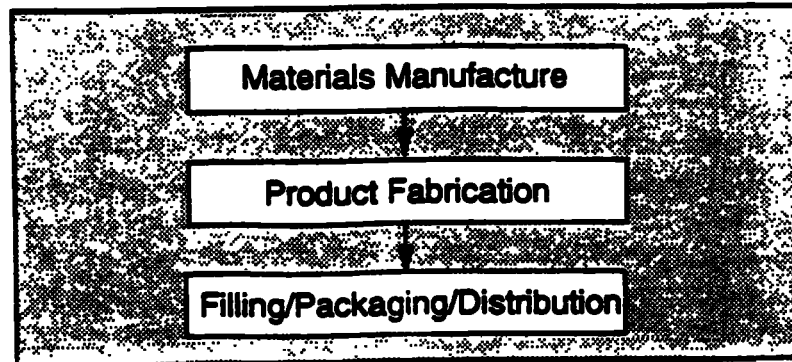 Materials Manufacture
Product Fabrication
Filling/Packaging/Distribution